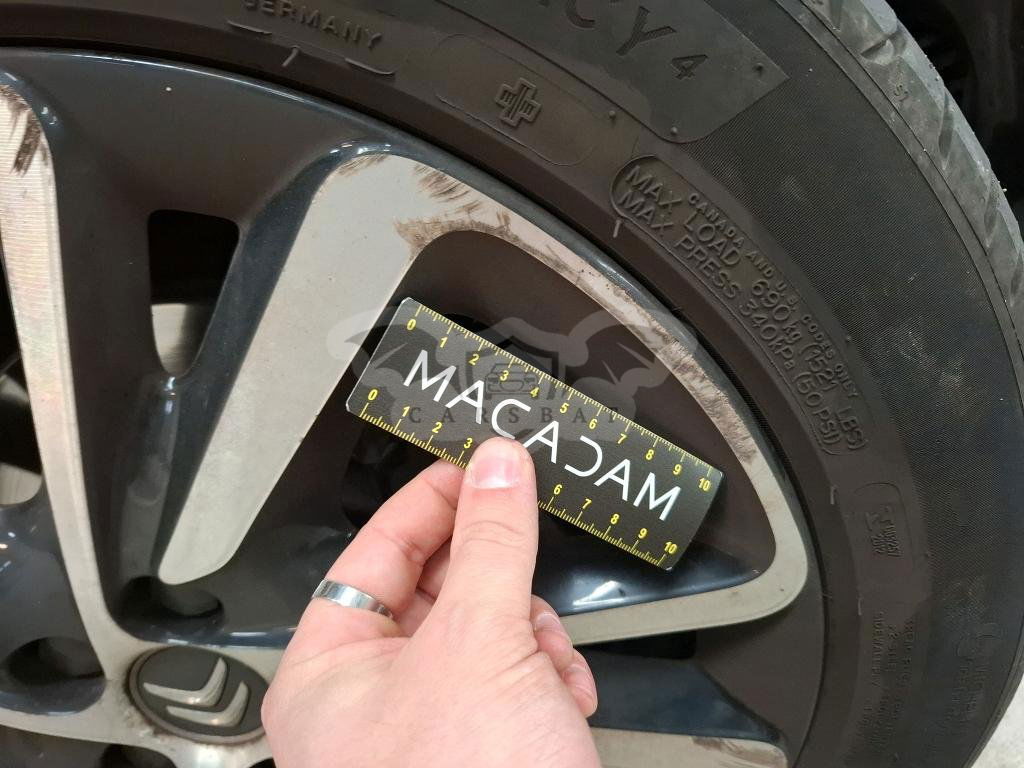 GERMANY
CY 4
CANADA AND U.S. CODES ONLY
MAX LOAD 690 kg (1521 LBS)
MAX PRESS 340 KPa (50 PSI)
0 1 2 3 4 5 6 7 8 9 10
MACADAM
CARSBAY
0 1 2 3 6 7 8 9 10